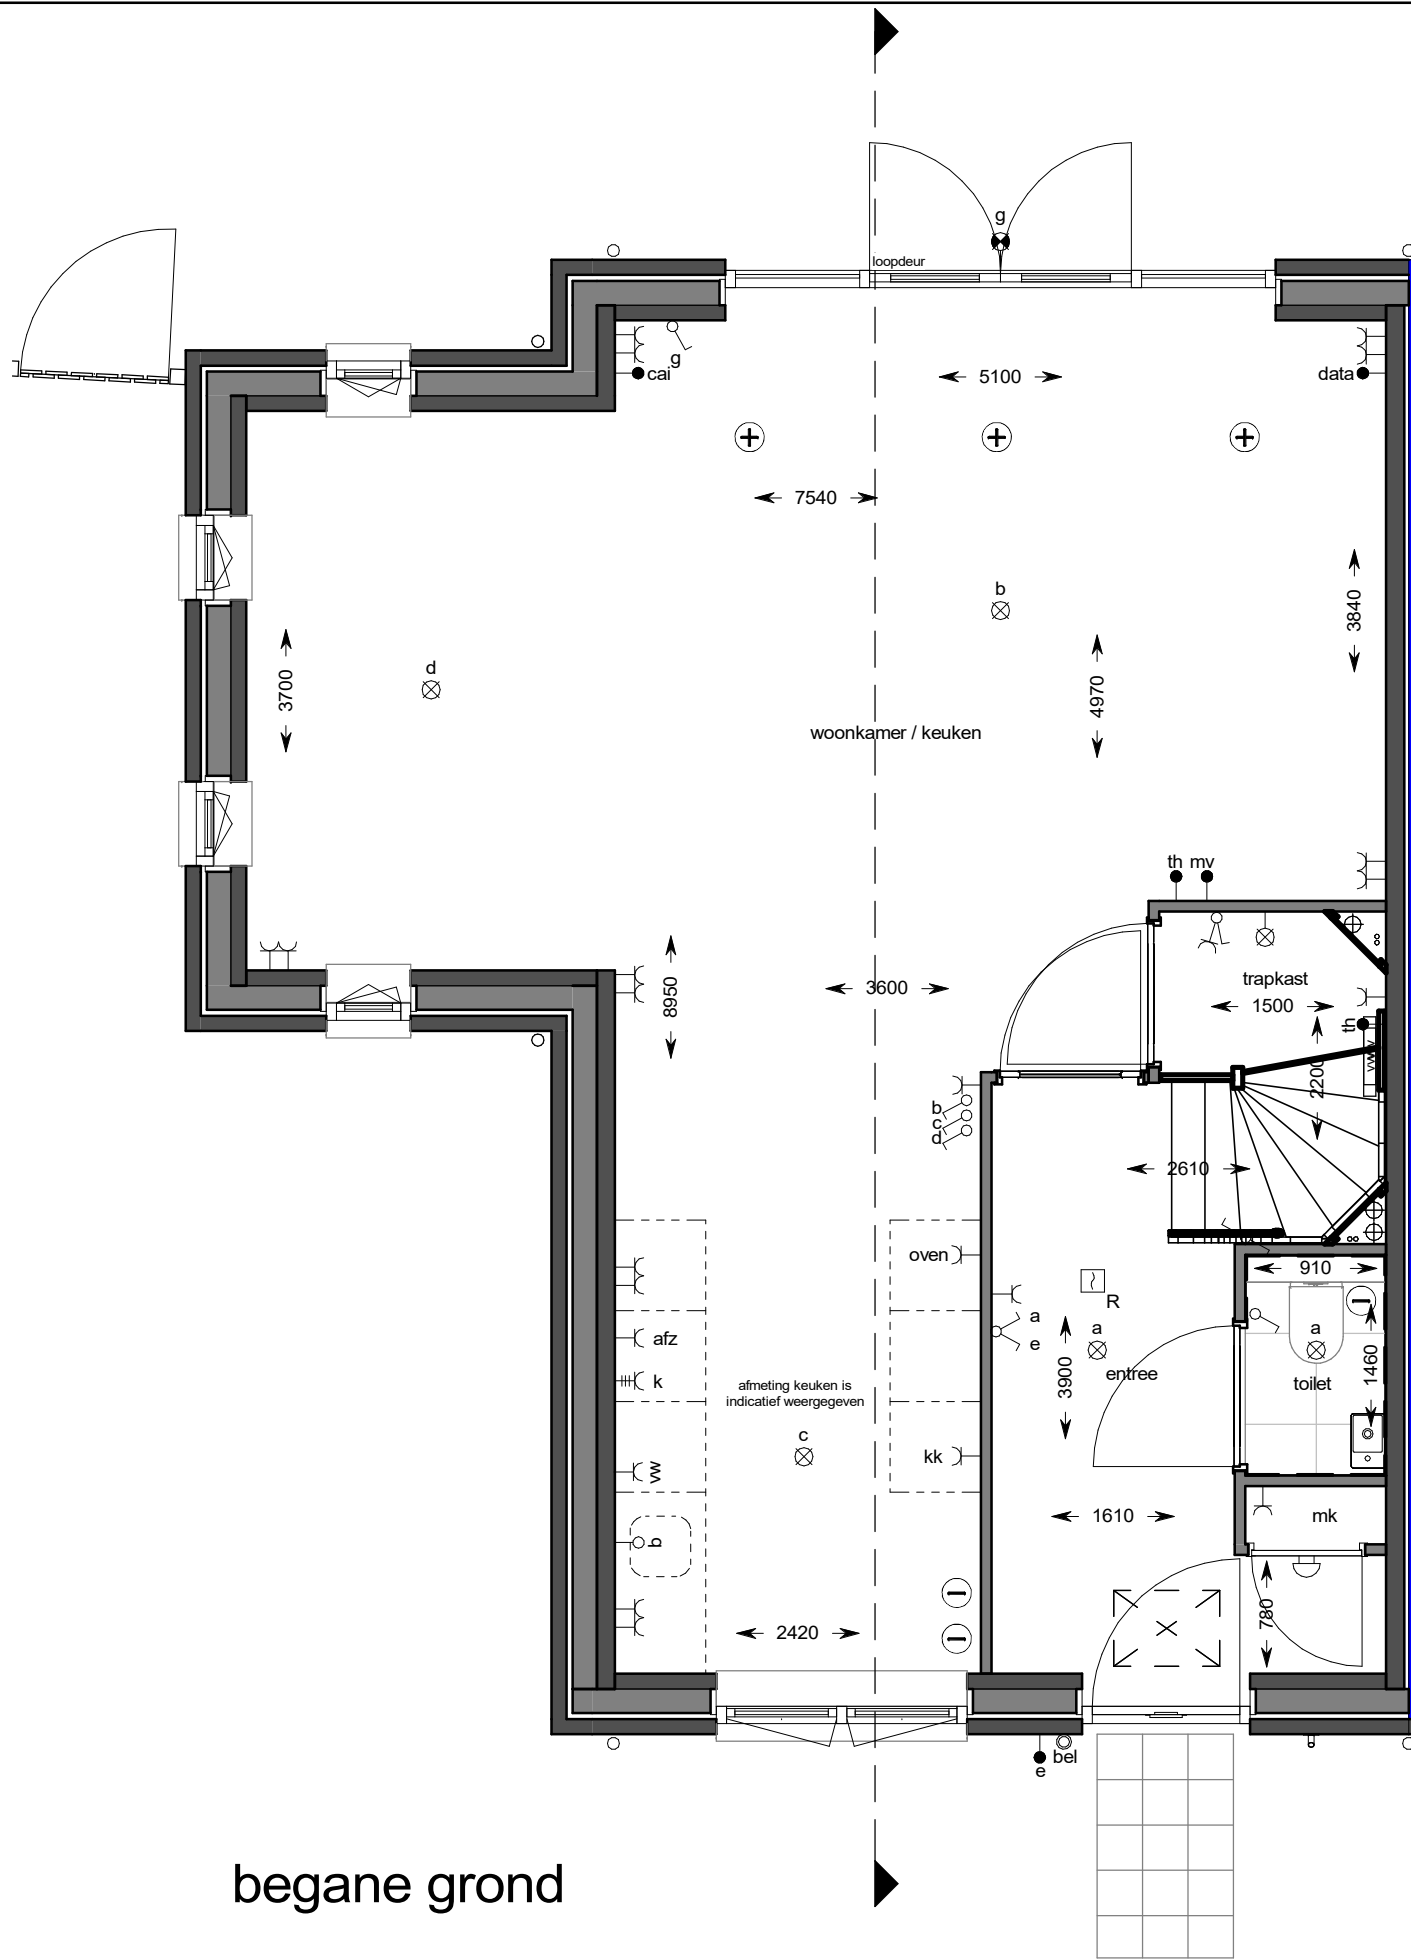 g
loopdeur
g
cai
5100
data
7540
b
3840
d
3700
4970
woonkamer / keuken
th mv
8950
3600
trapkast
1500
th
vw
2200
b
c
d
2610
oven
910
R
a
e
a
a
afz
k
3900
entree
toilet
1460
afmeting keuken is
indicatief weergegeven
c
kk
vw
1610
mk
b
780
2420
e
bel
begane grond